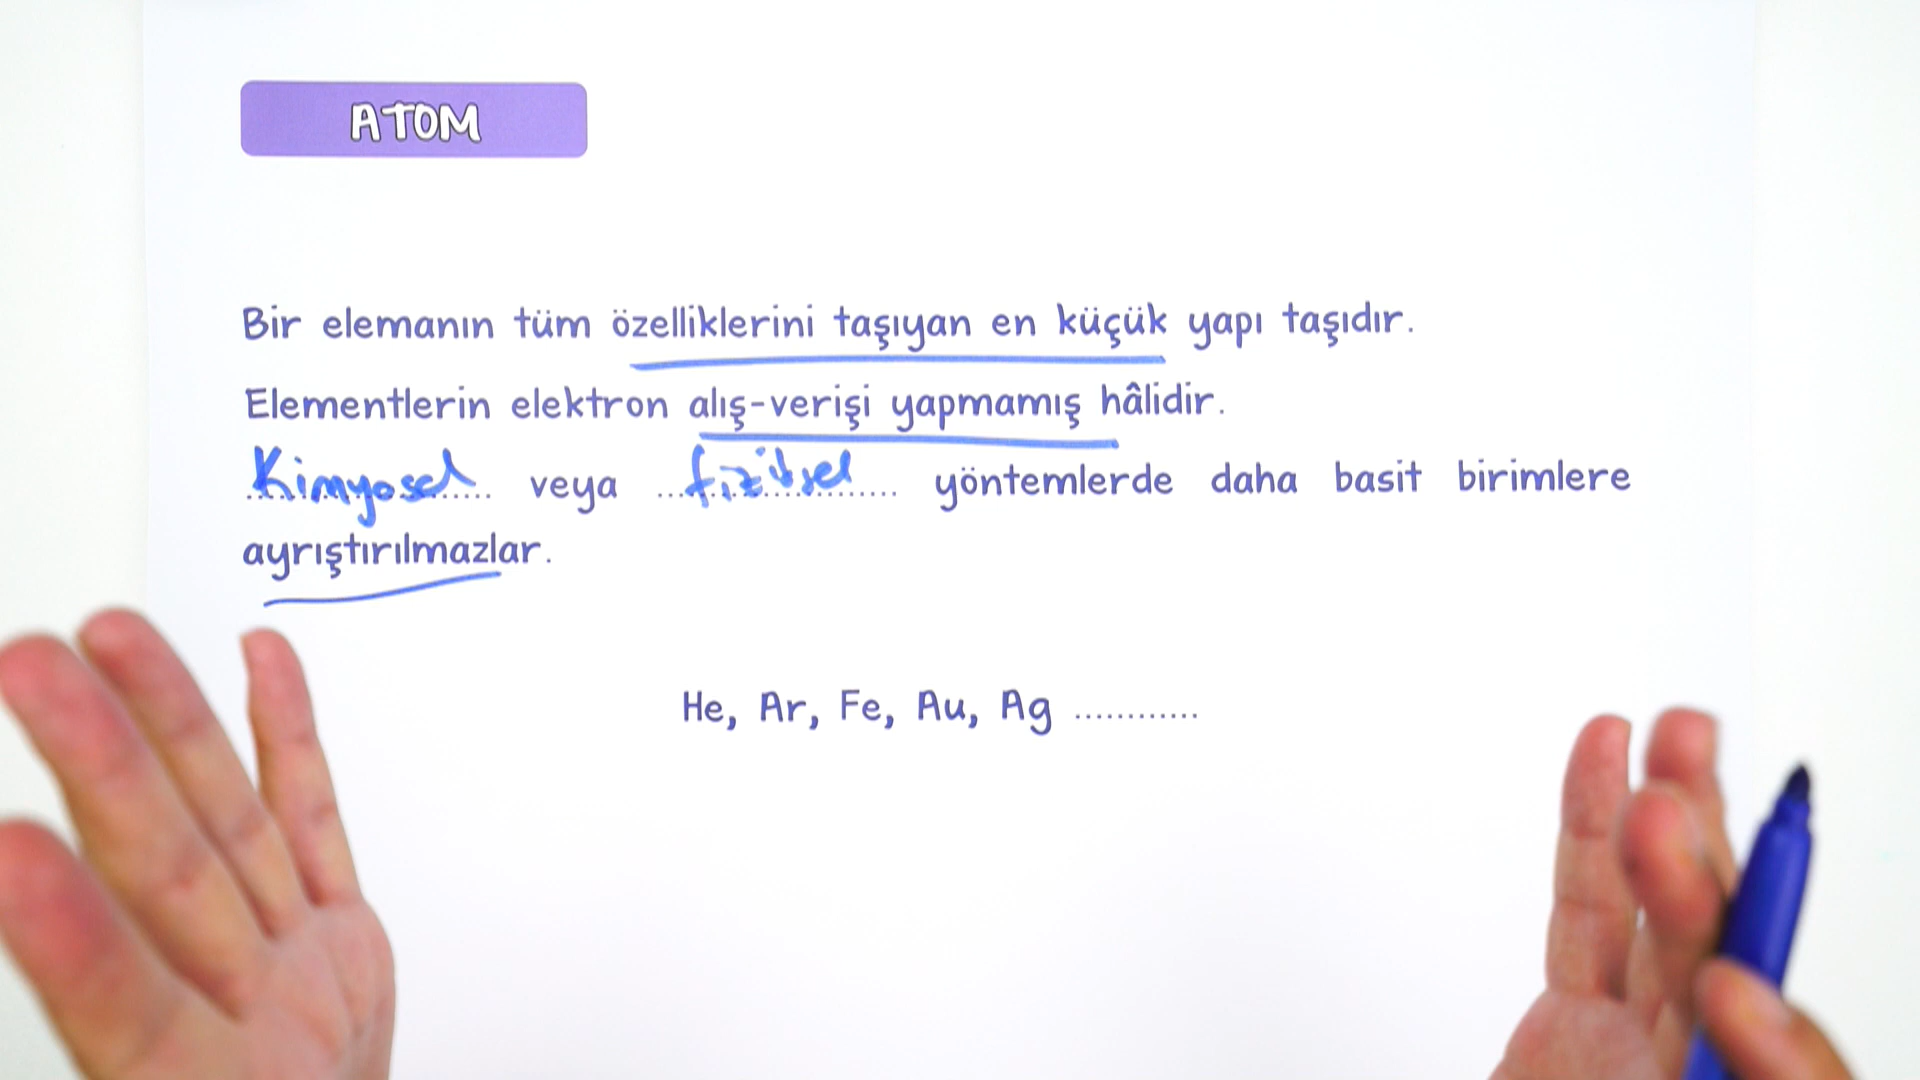 ATOM
Bir elemanın tüm özelliklerini taşıyan en küçük yapı taşıdır.
Elementlerin elektron alış-verişi yapmamış hâlidir.
Kimyasal veya fiziksel yöntemlerde daha basit birimlere
ayrıştırılmazlar.
He, Ar, Fe, Au, Ag ............